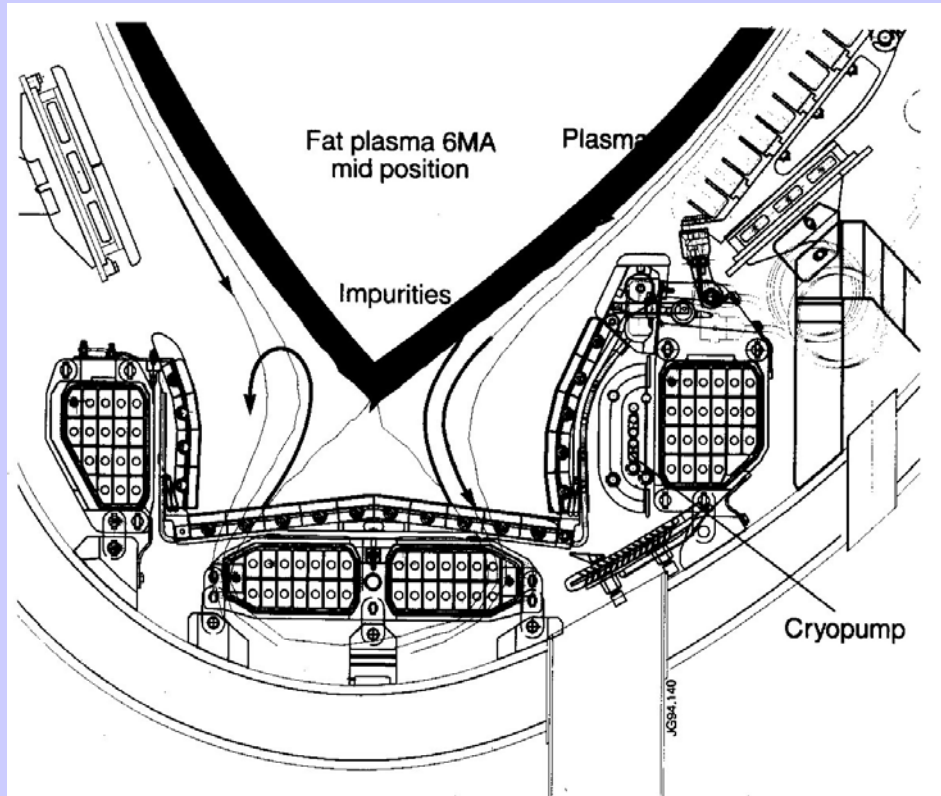 Fat plasma 6MA
mid position
Plasma
Impurities
Cryopump
JG94.140